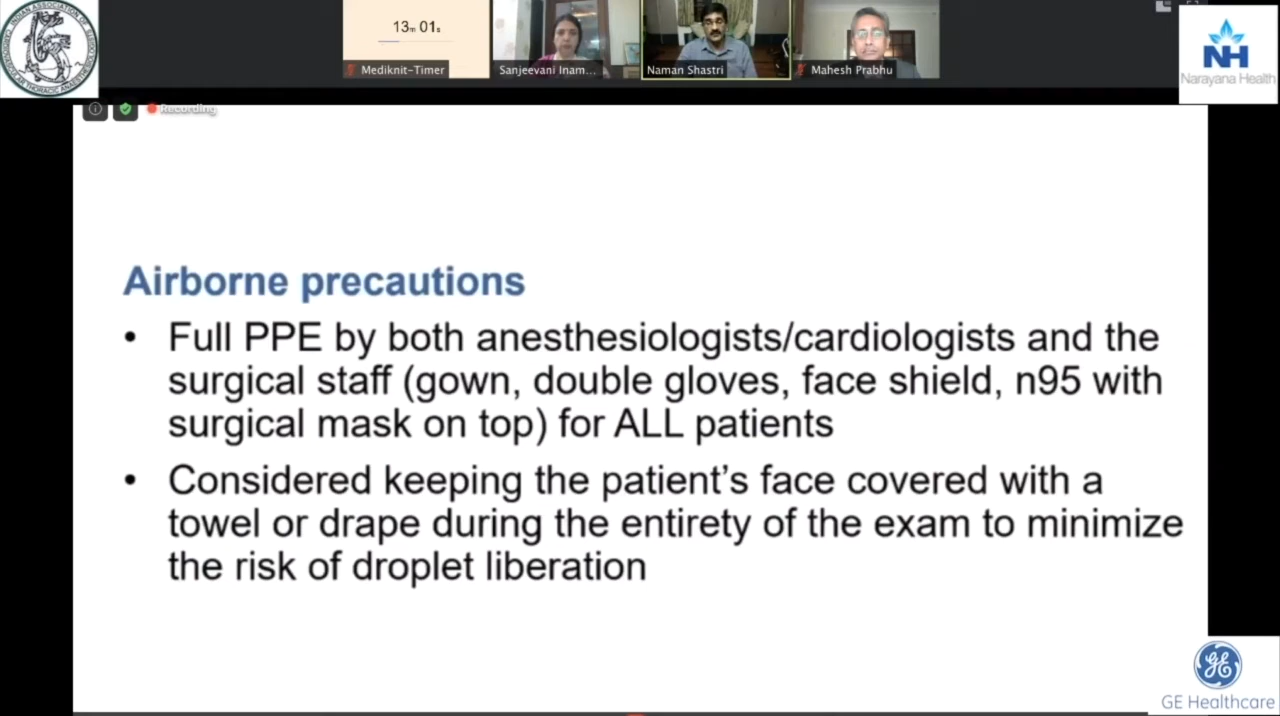 13m 01s
Mediknit-Timer
Sanjeevani Inam...
Naman Shastri
Mahesh Prabhu
NH
Narayana Health
Recording
Airborne precautions
• Full PPE by both anesthesiologists/cardiologists and the
surgical staff (gown, double gloves, face shield, n95 with
surgical mask on top) for ALL patients
• Considered keeping the patient's face covered with a
towel or drape during the entirety of the exam to minimize
the risk of droplet liberation
GE
GE Healthcare